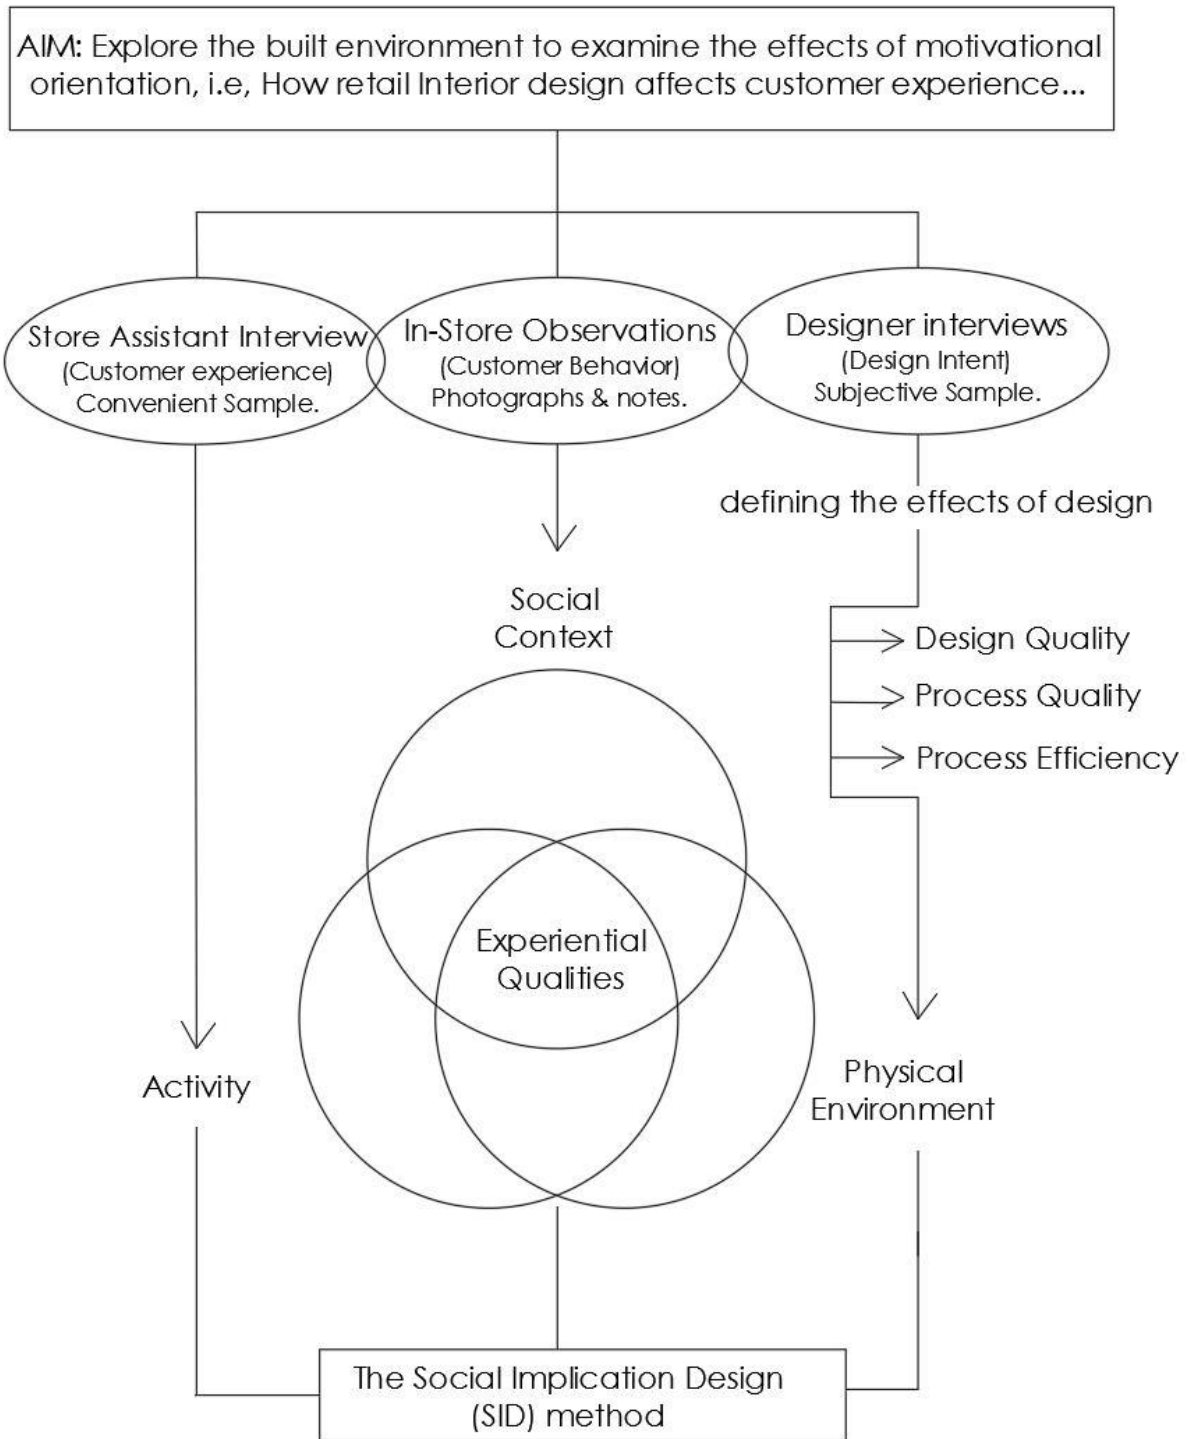 AIM: Explore the built environment to examine the effects of motivational
orientation, i.e, How retail Interior design affects customer experience...
Store Assistant Interview
(Customer experience)
Convenient Sample.
In-Store Observations
(Customer Behavior)
Photographs & notes.
Designer interviews
(Design Intent)
Subjective Sample.
defining the effects of design
Social
Context
Design Quality
Process Quality
Process Efficiency
Experiential
Qualities
Activity
Physical
Environment
The Social Implication Design
(SID) method